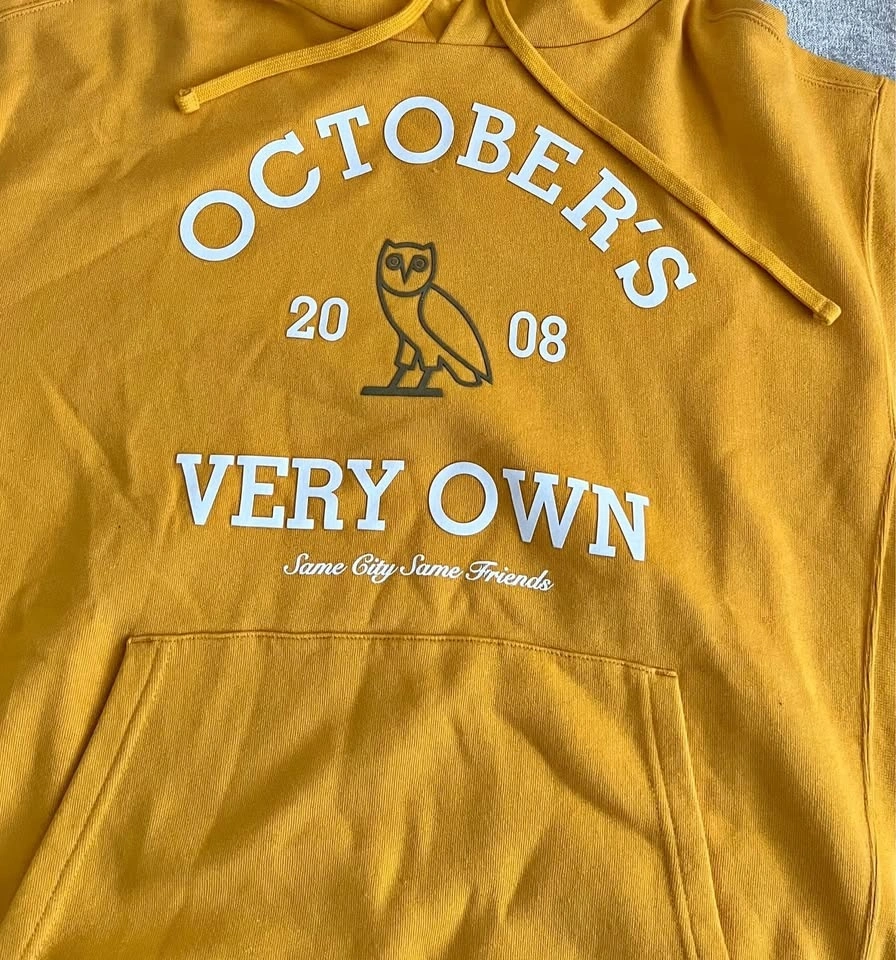 OCTOBER'S
20 08
VERY OWN
Same City Same Friends